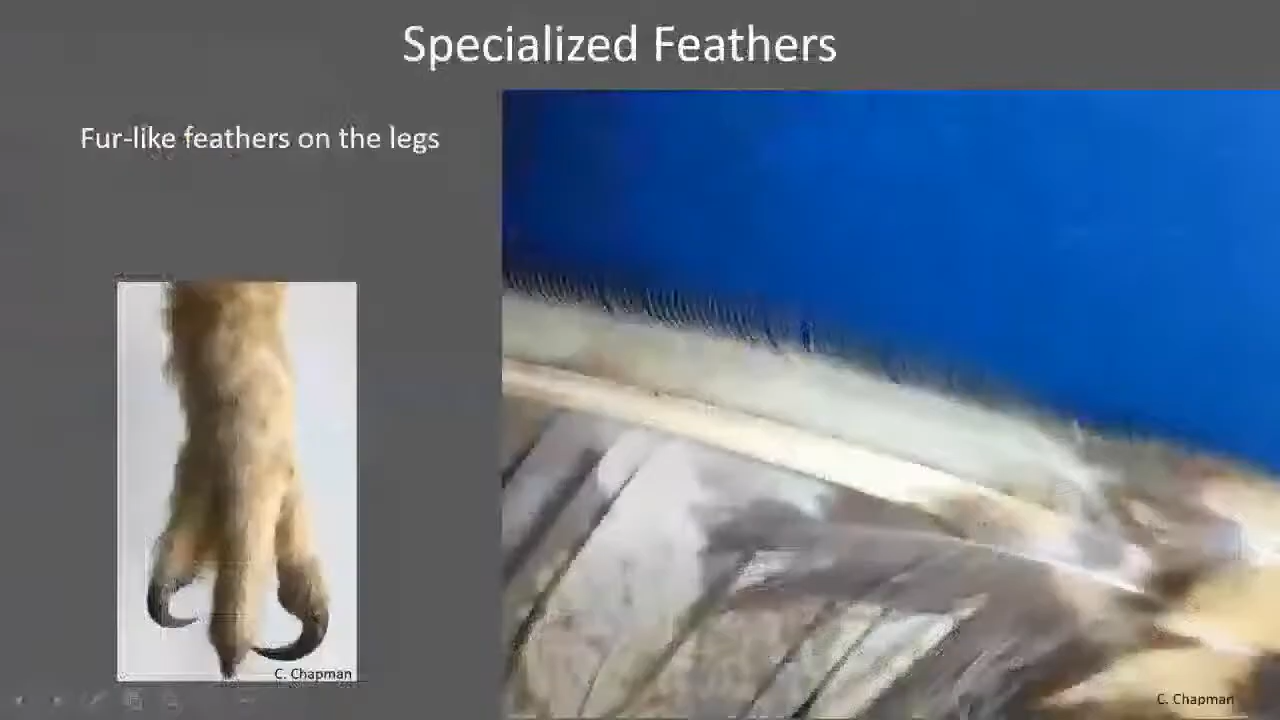 Specialized Feathers
Fur-like feathers on the legs
C. Chapman
C. Chapman